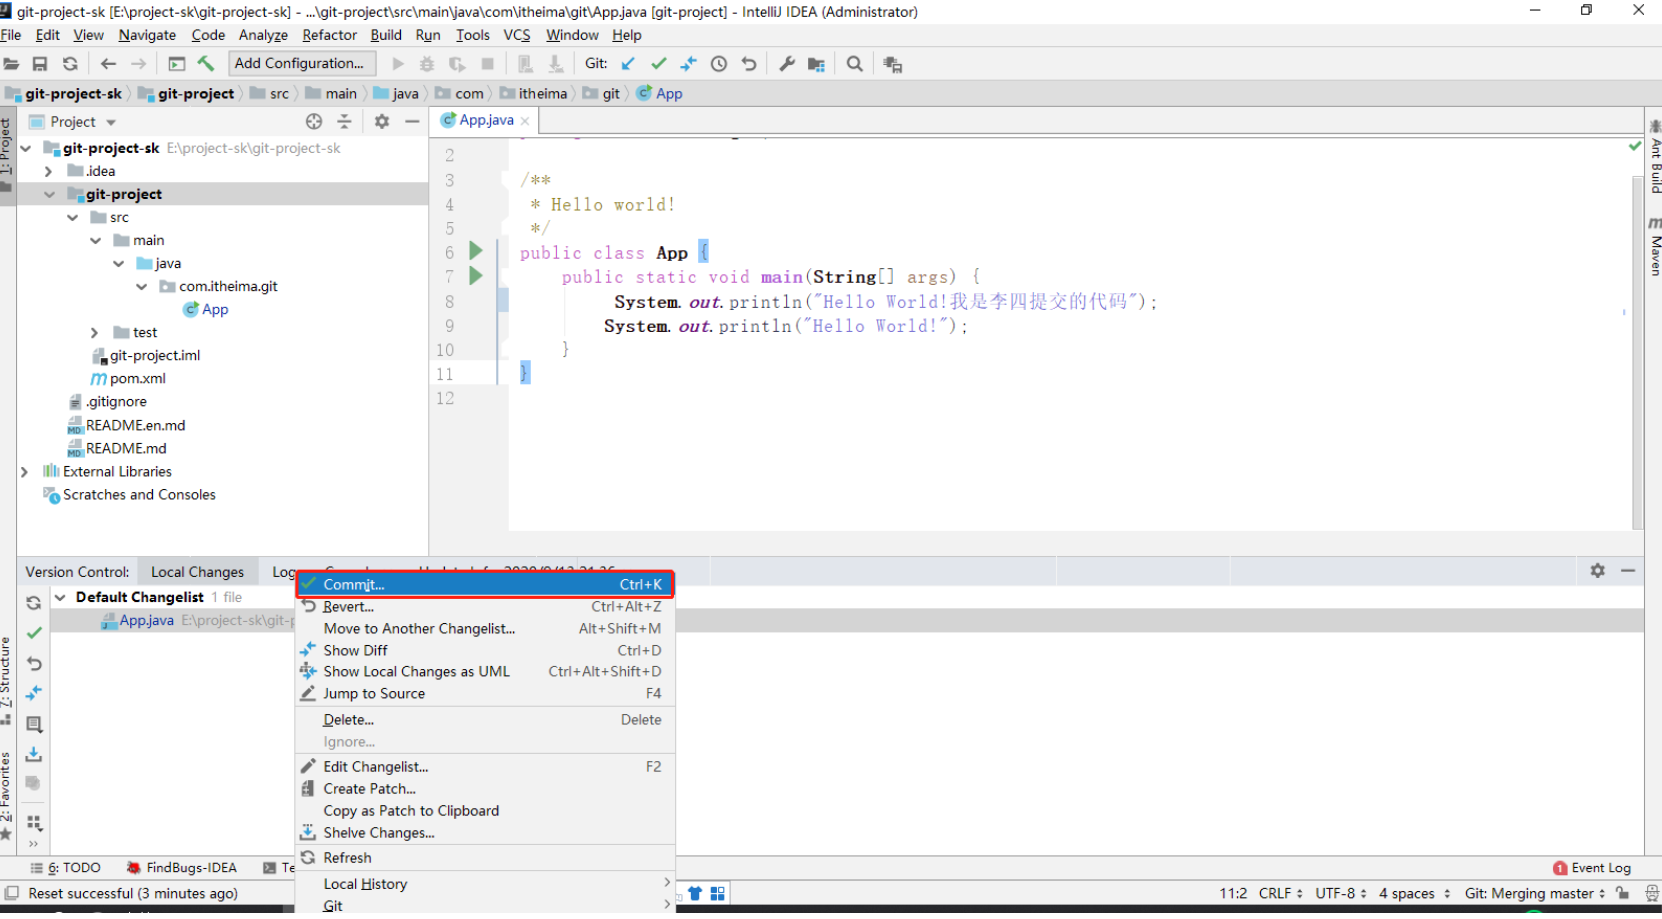 git-project-sk [E:\project-sk\git-project-sk] - ...\git-project\src\main\java\com\itheima\git\App.java [git-project] - IntelliJ IDEA (Administrator)
File Edit View Navigate Code Analyze Refactor Build Run Tools VCS Window Help
Add Configuration... Git:
git-project-sk git-project src main java com itheima git App
Project App.java
1: Project
git-project-sk E:\project-sk\git-project-sk
.idea
git-project
src
main
java
com.itheima.git
App
test
git-project.iml
pom.xml
.gitignore
README.en.md
README.md
External Libraries
Scratches and Consoles
2
3 /**
4 * Hello world!
5 */
6 public class App {
7 public static void main(String[] args) {
8 System.out.println("Hello World!我是李四提交的代码");
9 System.out.println("Hello World!");
10 }
11 }
12
Ant Build
Maven
Version Control: Local Changes Log
Default Changelist 1 file
App.java E:\project-sk\git-p
7: Structure
2: Favorites
Commit... Ctrl+K
Revert... Ctrl+Alt+Z
Move to Another Changelist... Alt+Shift+M
Show Diff Ctrl+D
Show Local Changes as UML Ctrl+Alt+Shift+D
Jump to Source F4
Delete... Delete
Ignore...
Edit Changelist... F2
Create Patch...
Copy as Patch to Clipboard
Shelve Changes...
Refresh
Local History
Git
6: TODO FindBugs-IDEA Te
1 Event Log
Reset successful (3 minutes ago)
11:2 CRLF UTF-8 4 spaces Git: Merging master